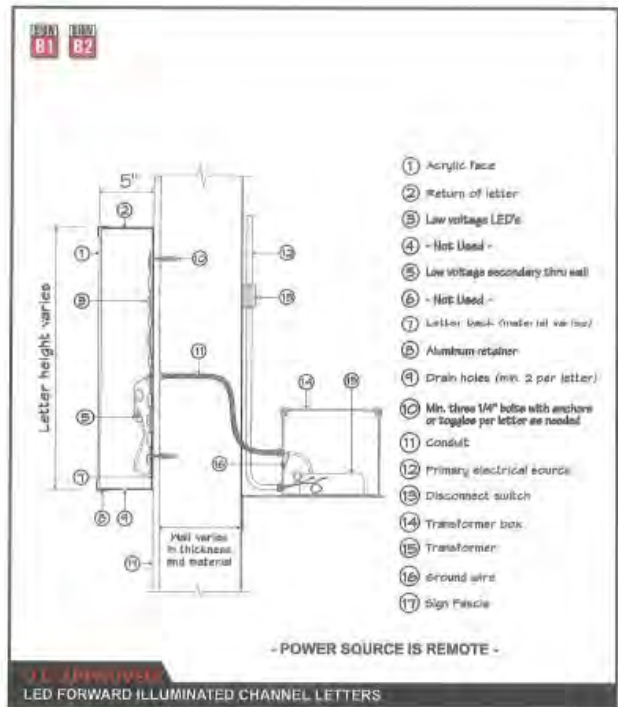 SIGN SIGN
B1 B2
5"
Letter height varies
Wall varies
in thickness
and material
1 Acrylic face
2 Return of letter
3 Low voltage LED's
4 - Not Used -
5 Low voltage secondary thru wall
6 - Not Used -
7 Letter back (material varies)
8 Aluminum retainer
9 Drain holes (min. 2 per letter)
10 Min. three 1/4" bolts with anchors
or toggles per letter as needed
11 Conduit
12 Primary electrical source
13 Disconnect switch
14 Transformer box
15 Transformer
16 Ground wire
17 Sign Fascia
- POWER SOURCE IS REMOTE -
APPROVED
LED FORWARD ILLUMINATED CHANNEL LETTERS